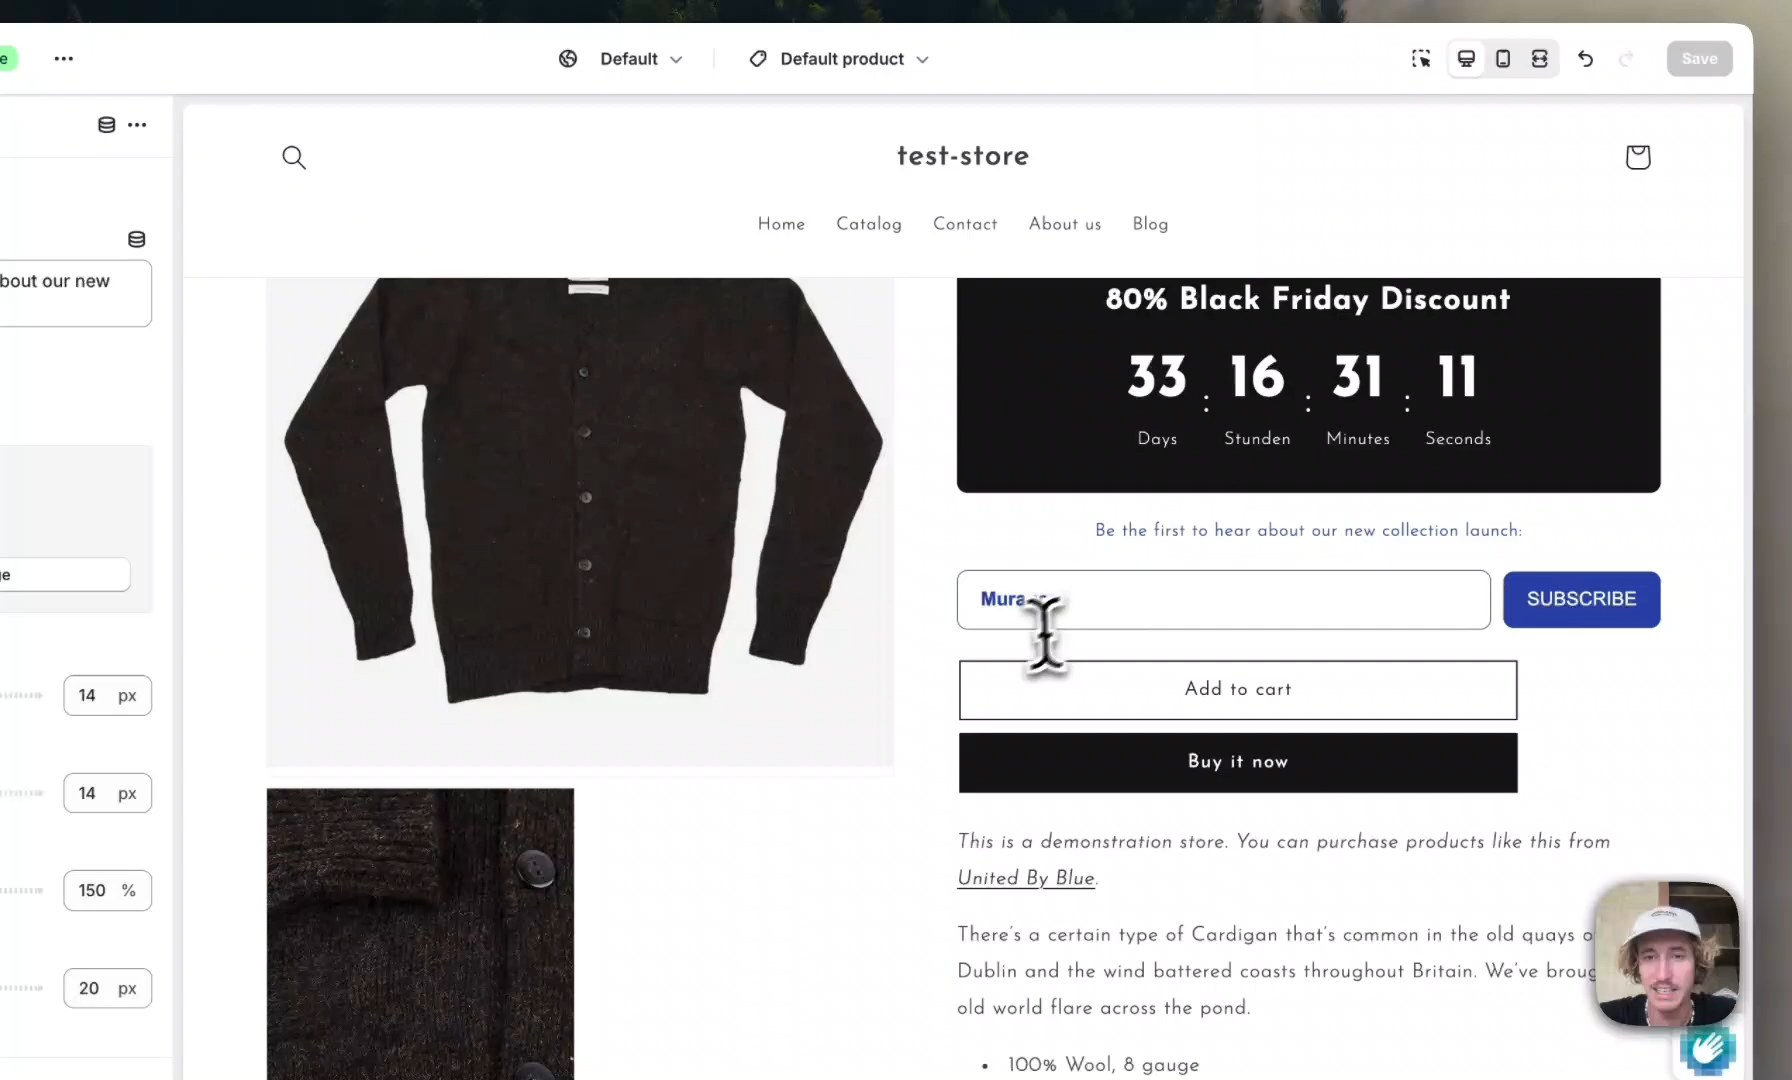 Default
Default product
Save
test-store
Home Catalog Contact About us Blog
bout our new
80% Black Friday Discount
33 : 16 : 31 : 11
Days Stunden Minutes Seconds
Be the first to hear about our new collection launch:
SUBSCRIBE
14 px
Add to cart
14 px
Buy it now
150 %
This is a demonstration store. You can purchase products like this from
United By Blue.
20 px
There's a certain type of Cardigan that's common in the old quays
Dublin and the wind battered coasts throughout Britain. We've
old world flare across the pond.
• 100% Wool, 8 gauge